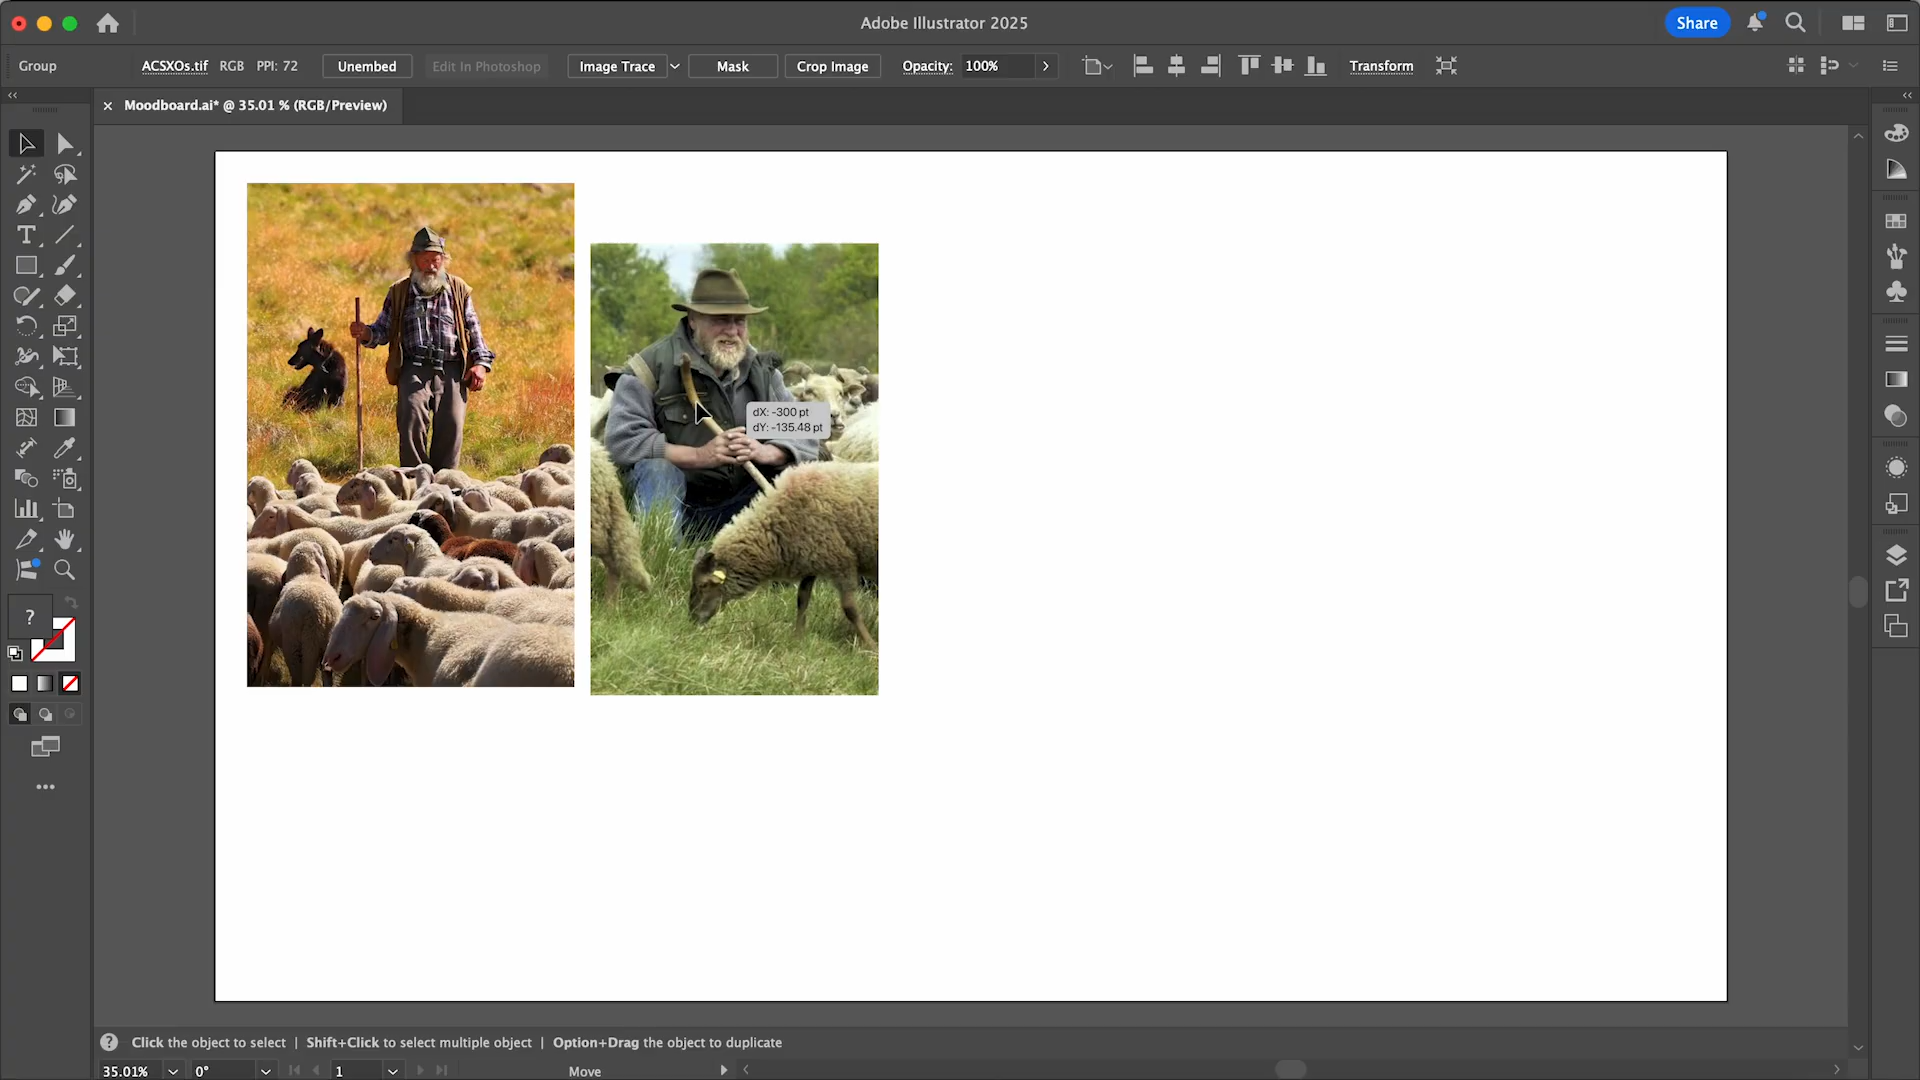 Adobe Illustrator 2025
Share
Group
ACSXOs.tif
RGB
PPI: 72
Unembed
Edit In Photoshop
Image Trace
Mask
Crop Image
Opacity:
100%
Transform
Moodboard.ai* @ 35.01 % (RGB/Preview)
dX: -300 pt
dY: -135.48 pt
?
Click the object to select | Shift+Click to select multiple object | Option+Drag the object to duplicate
35.01%
0°
1
Move